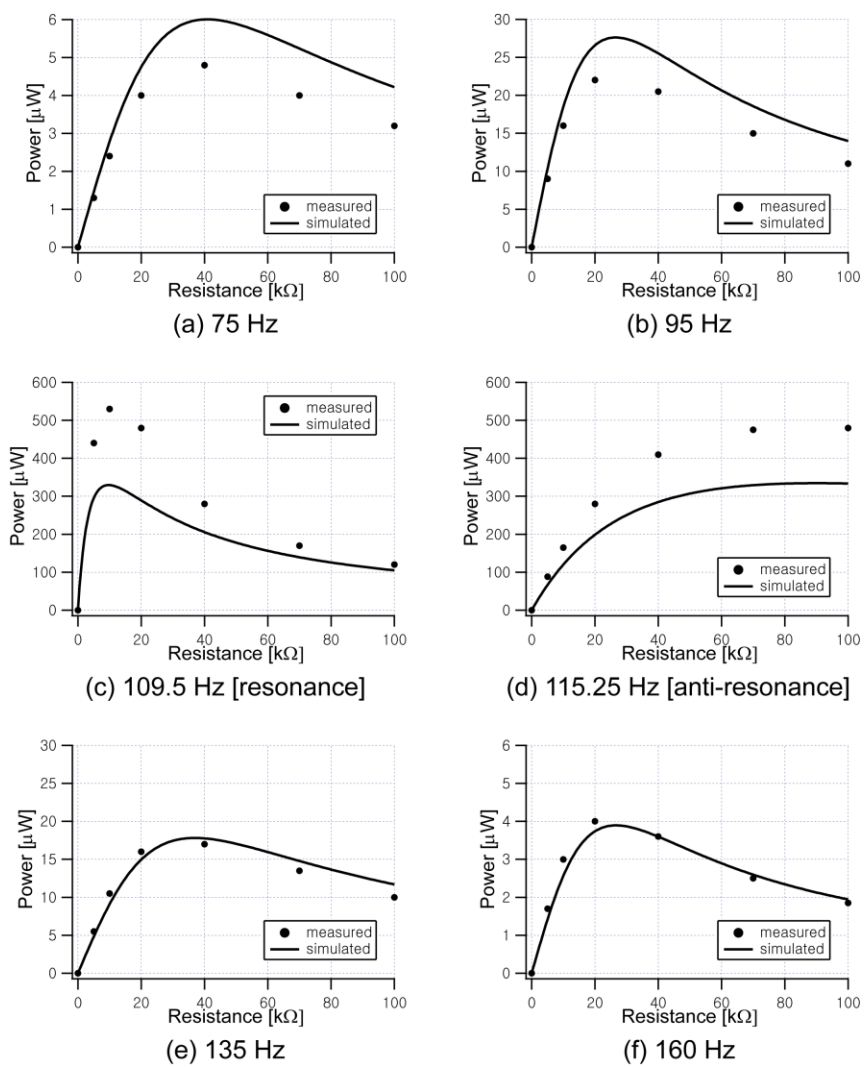 6
5
4
3
2
1
0
Power [μW]
measured
simulated
0 20 40 60 80 100
Resistance [kΩ]
(a) 75 Hz
30
25
20
15
10
5
0
Power [μW]
measured
simulated
0 20 40 60 80 100
Resistance [kΩ]
(b) 95 Hz
600
500
400
300
200
100
0
Power [μW]
measured
simulated
0 20 40 60 80 100
Resistance [kΩ]
(c) 109.5 Hz [resonance]
600
500
400
300
200
100
0
Power [μW]
measured
simulated
0 20 40 60 80 100
Resistance [kΩ]
(d) 115.25 Hz [anti-resonance]
30
25
20
15
10
5
0
Power [μW]
measured
simulated
0 20 40 60 80 100
Resistance [kΩ]
(e) 135 Hz
6
5
4
3
2
1
0
Power [μW]
measured
simulated
0 20 40 60 80 100
Resistance [kΩ]
(f) 160 Hz